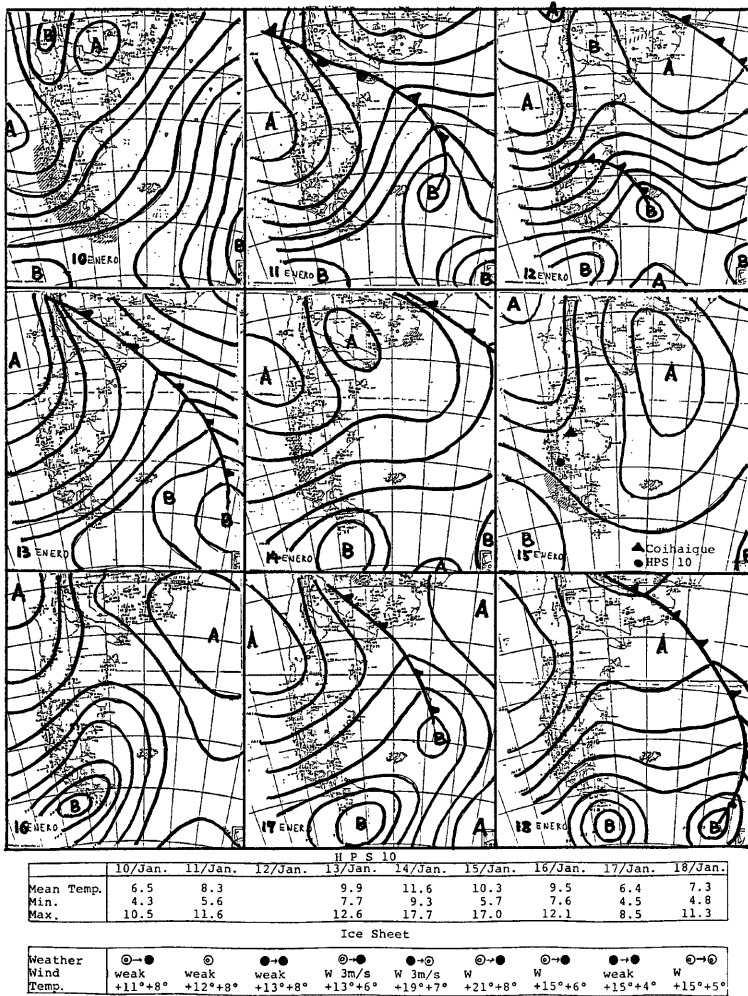 B A
A
B
10 ENERO
B
A
B
11 ENERO
B
B
A
B
A
A
B
12 ENERO
B
B
A
A
B
B
13 ENERO
A
A
14 ENERO
B
B
A
A
A
B
15 ENERO
▲ Coihaique
● HPS 10
B
A
A
16 ENERO
B
A
A
B
17 ENERO
B
A
A
18 ENERO
B
B
H P S 10
10/Jan. 11/Jan. 12/Jan. 13/Jan. 14/Jan. 15/Jan. 16/Jan. 17/Jan. 18/Jan.
Mean Temp. 6.5 8.3 9.9 11.6 10.3 9.5 6.4 7.3
Min. 4.3 5.6 7.7 9.3 5.7 7.6 4.5 4.8
Max. 10.5 11.6 12.6 17.7 17.0 12.1 8.5 11.3
Ice Sheet
Weather ◎→● ◎ ●→● ◎→● ●→◎ ◎→● ◎→● ●→● ◎→◎
Wind weak weak weak W 3m/s W 3m/s W W weak W
Temp. +11°+8° +12°+8° +13°+8° +13°+6° +19°+7° +21°+8° +15°+6° +15°+4° +15°+5°